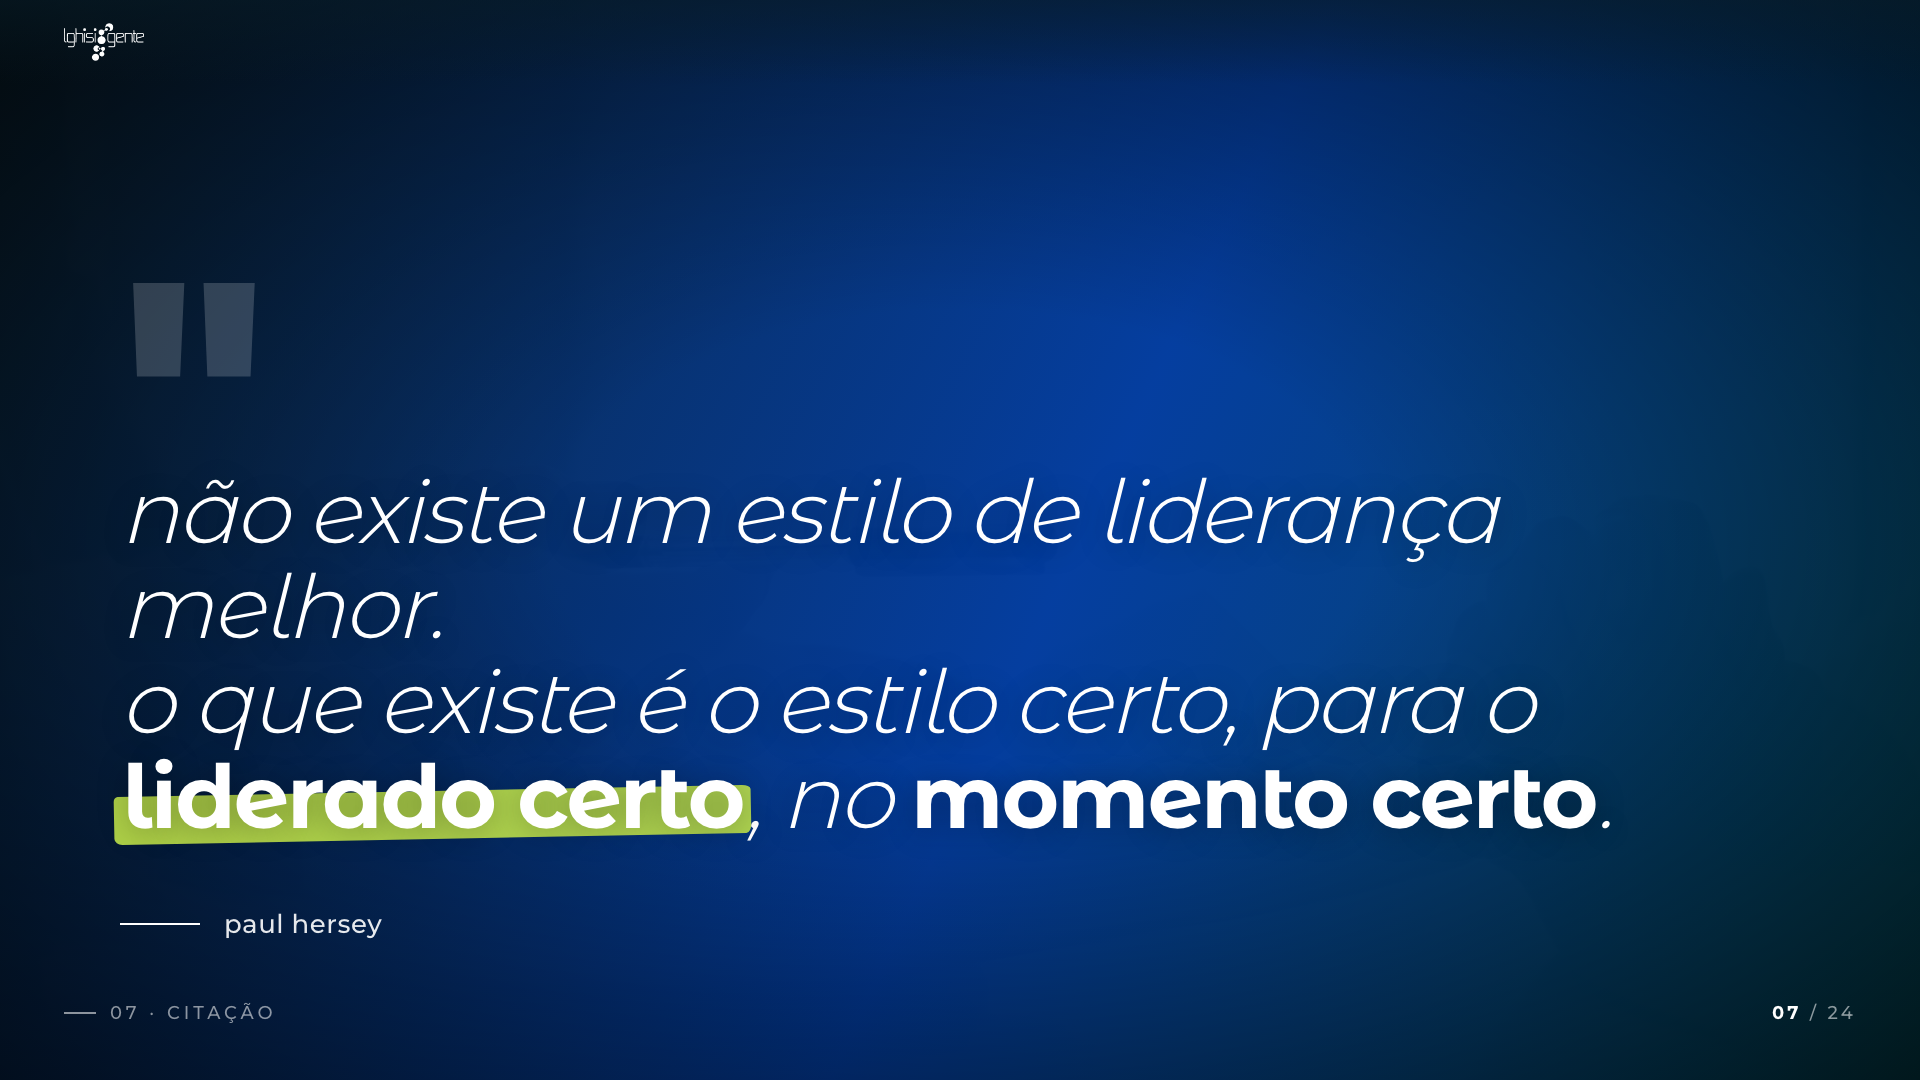 lghisi gente
"
não existe um estilo de liderança
melhor.
o que existe é o estilo certo, para o
liderado certo, no momento certo.
paul hersey
07 · CITAÇÃO
07 / 24